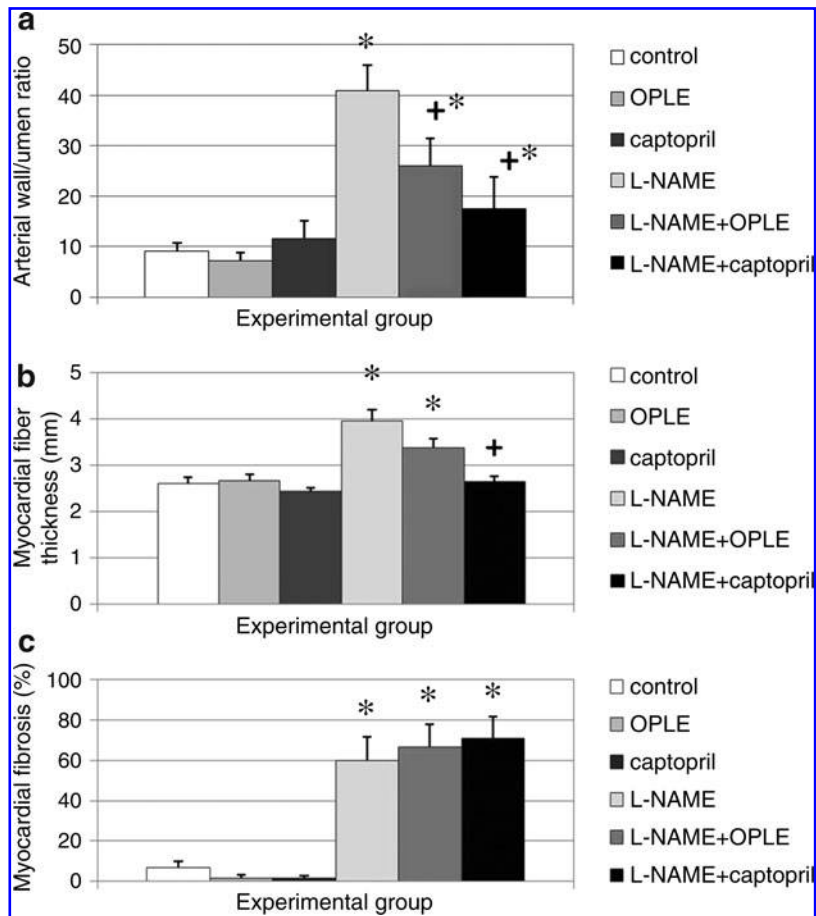 a
Arterial wall/umen ratio
50
40
30
20
10
0
* 
+*
+*
Experimental group
control
OPLE
captopril
L-NAME
L-NAME+OPLE
L-NAME+captopril
b
Myocardial fiber
thickness (mm)
5
4
3
2
1
0
*
*
+
Experimental group
control
OPLE
captopril
L-NAME
L-NAME+OPLE
L-NAME+captopril
c
Myocardial fibrosis (%)
100
80
60
40
20
0
*
*
*
Experimental group
control
OPLE
captopril
L-NAME
L-NAME+OPLE
L-NAME+captopril